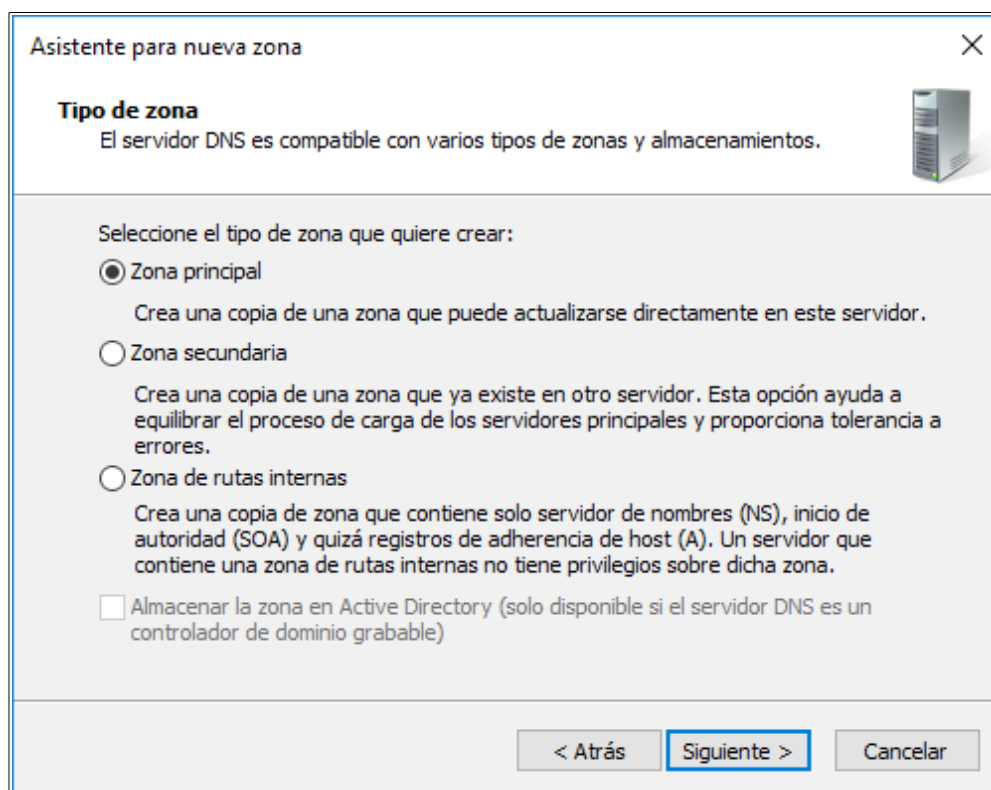 Asistente para nueva zona
Tipo de zona
El servidor DNS es compatible con varios tipos de zonas y almacenamientos.
Seleccione el tipo de zona que quiere crear:
Zona principal
Crea una copia de una zona que puede actualizarse directamente en este servidor.
Zona secundaria
Crea una copia de una zona que ya existe en otro servidor. Esta opción ayuda a
equilibrar el proceso de carga de los servidores principales y proporciona tolerancia a
errores.
Zona de rutas internas
Crea una copia de zona que contiene solo servidor de nombres (NS), inicio de
autoridad (SOA) y quizá registros de adherencia de host (A). Un servidor que
contiene una zona de rutas internas no tiene privilegios sobre dicha zona.
Almacenar la zona en Active Directory (solo disponible si el servidor DNS es un
controlador de dominio grabable)
< Atrás Siguiente > Cancelar